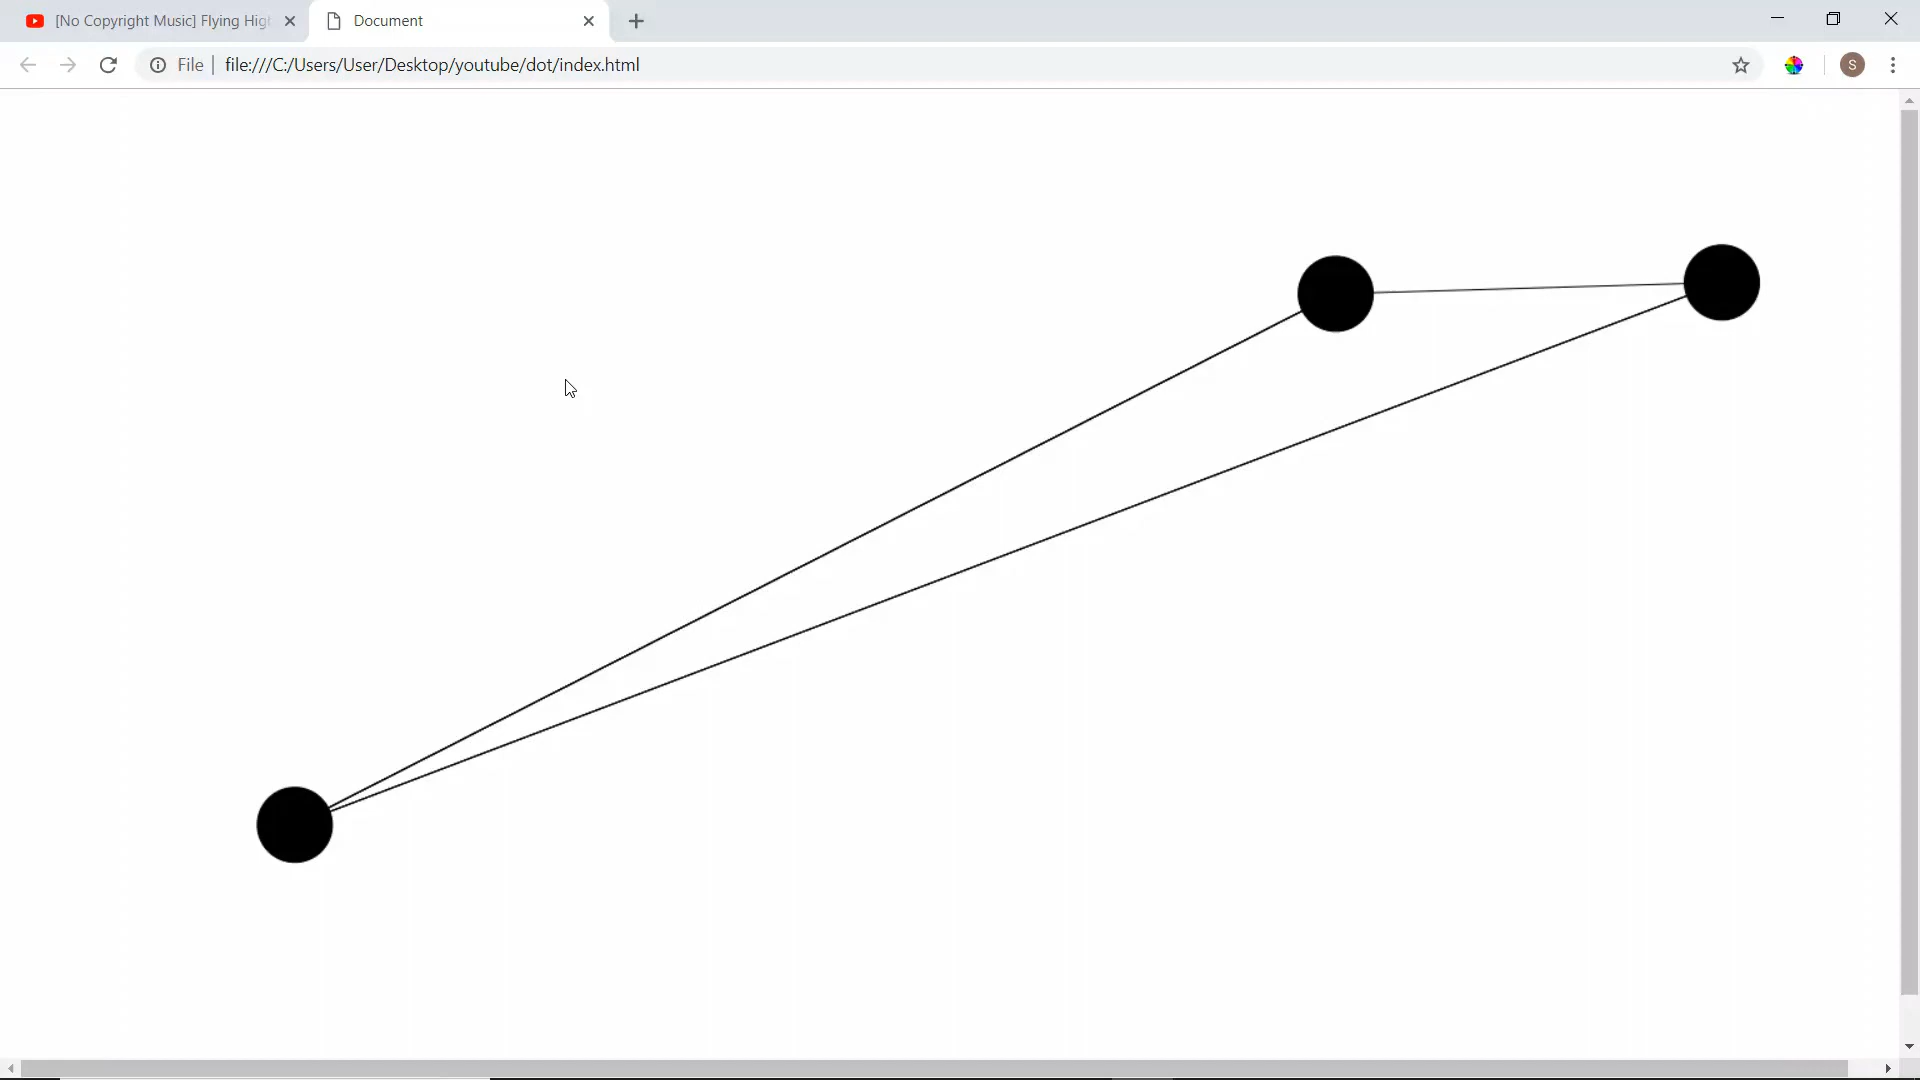 [No Copyright Music] Flying Hig
Document
File
file:///C:/Users/User/Desktop/youtube/dot/index.html
S